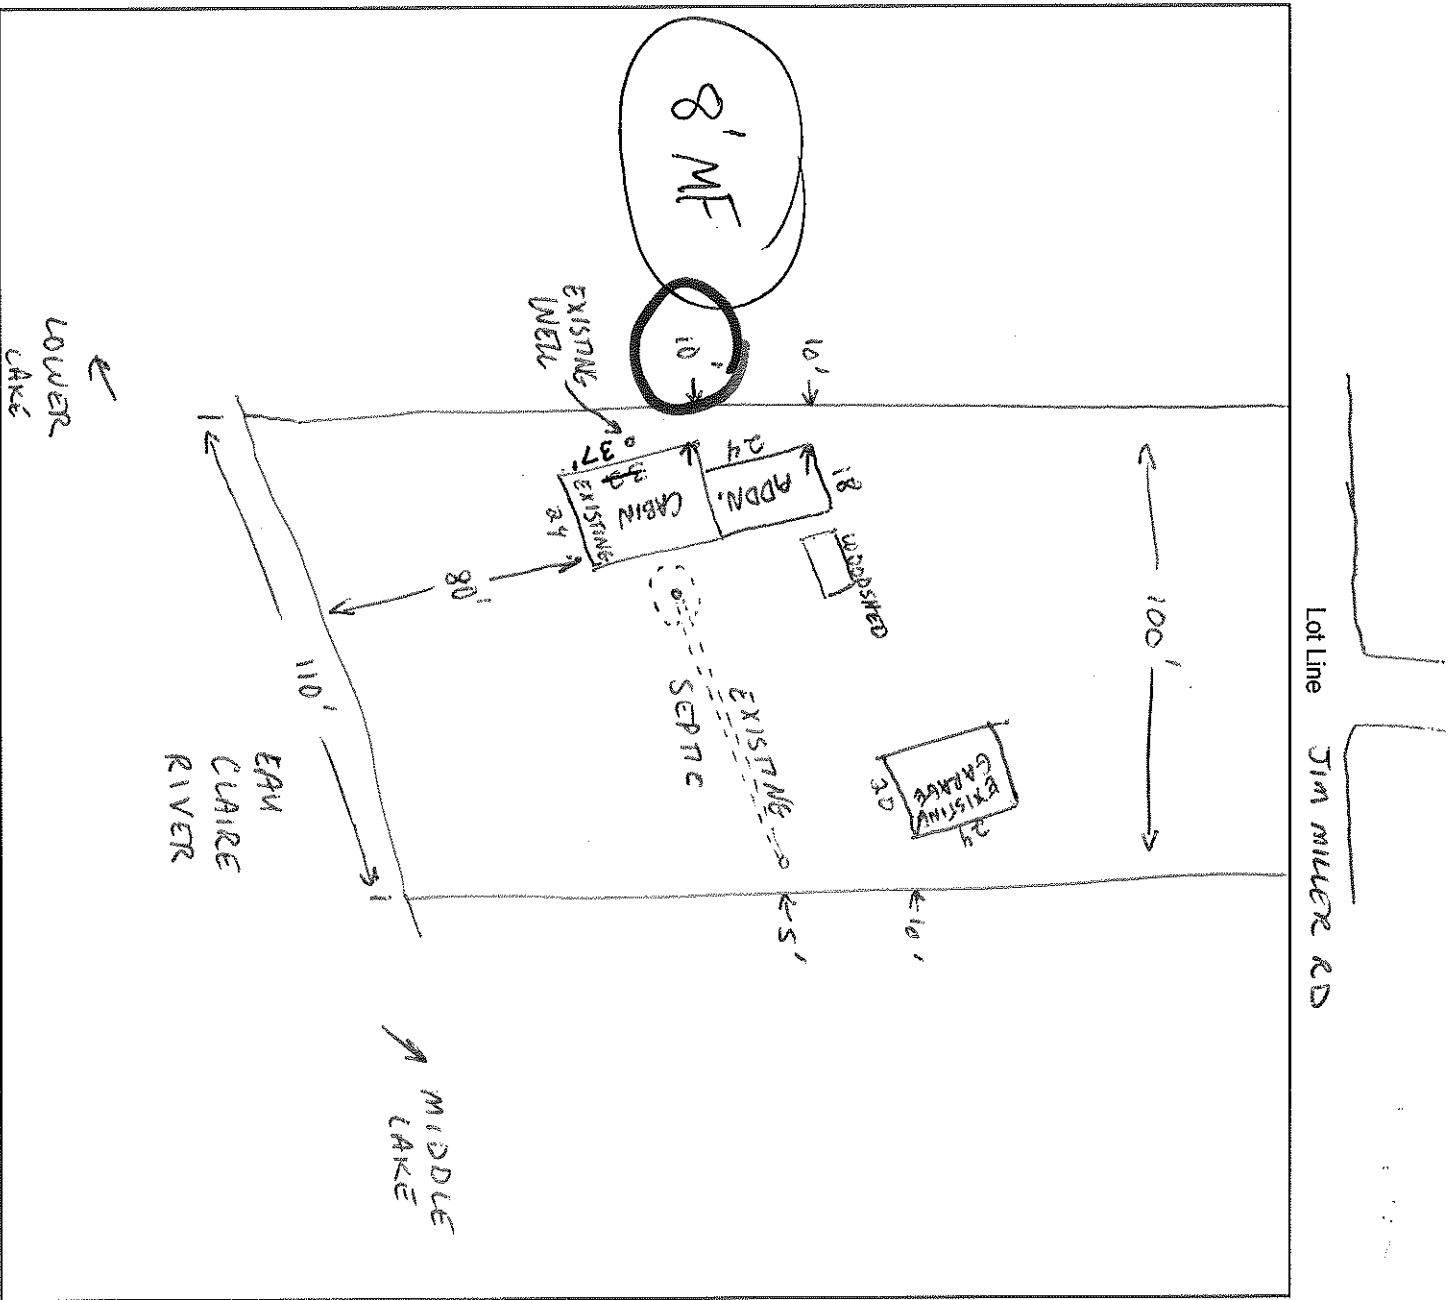 Lot Line JIM MILLER RD
100'
8' MF
10'
10'
EXISTING
WELL
37'
EXISTING
CABIN
24
24
ADDN.
18
WOODSHED
EXISTING
GARAGE
30
24
EXISTING
SEPTIC
10'
5'
80'
110'
EAU
CLAIRE
RIVER
LOWER
LAKE
MIDDLE
LAKE